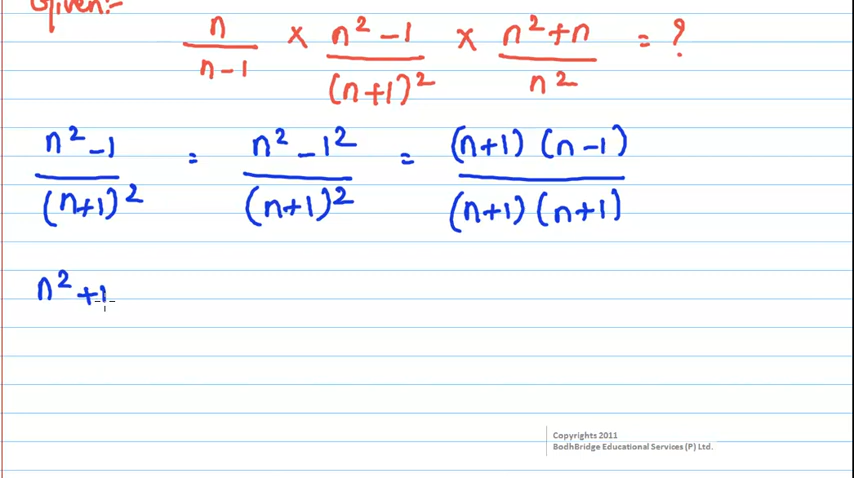 Given:-
n/(n-1) × (n²-1)/(n+1)² × (n²+n)/n² = ?
(n²-1)/(n+1)² = (n²-1²)/(n+1)² = (n+1)(n-1)/(n+1)(n+1)
n²+
Copyrights 2011
BodhBridge Educational Services (P) Ltd.